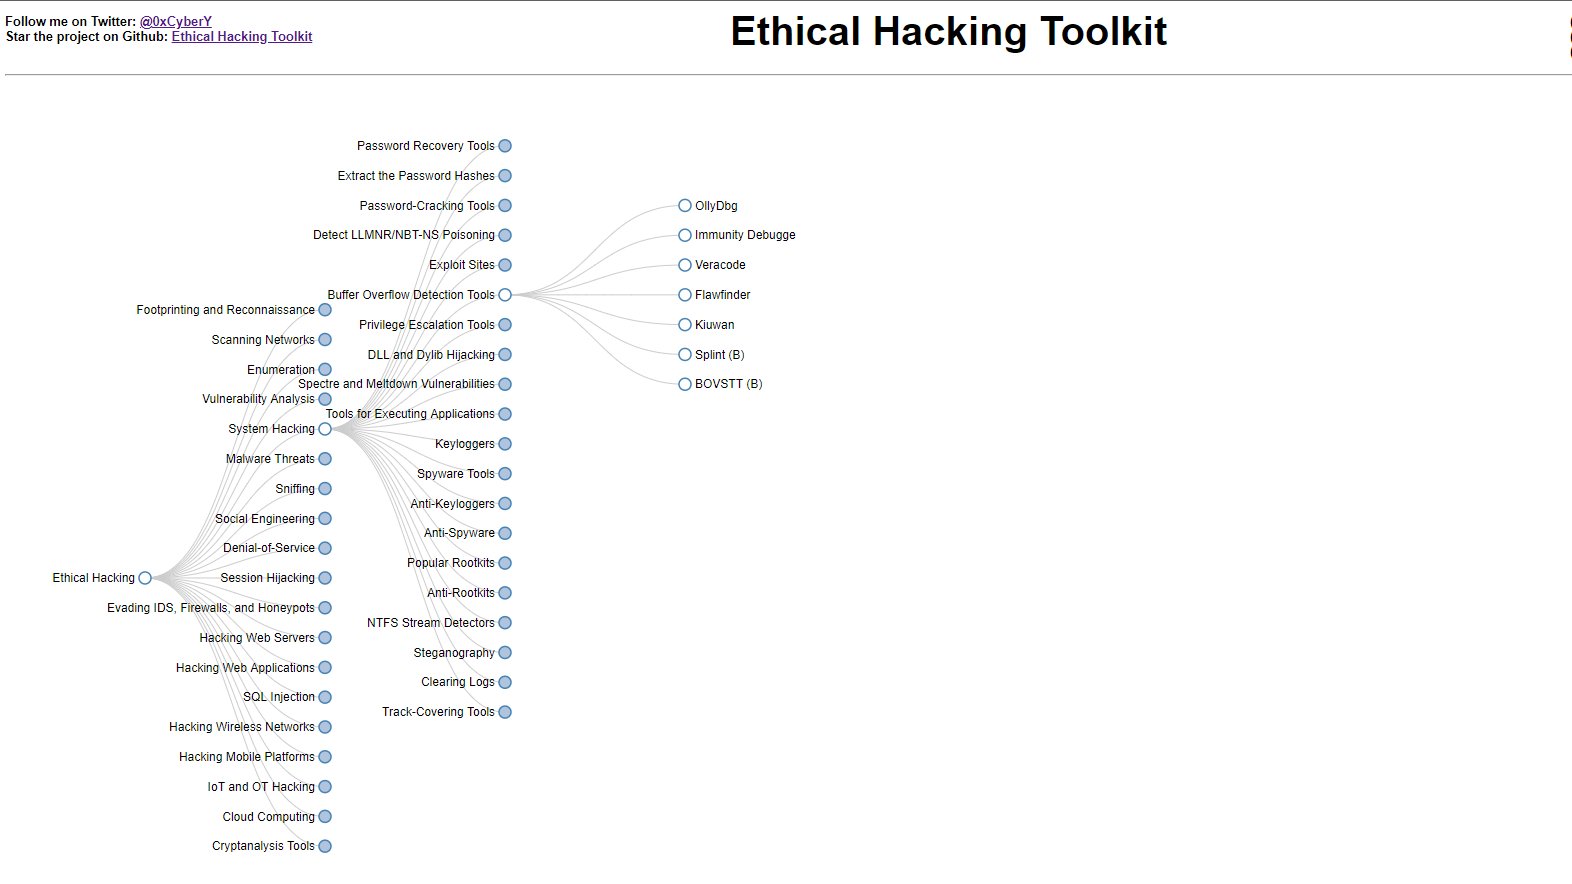 Follow me on Twitter: @0xCyberY
Star the project on Github: Ethical Hacking Toolkit
Ethical Hacking Toolkit
Ethical Hacking
Footprinting and Reconnaissance
Scanning Networks
Enumeration
Vulnerability Analysis
System Hacking
Malware Threats
Sniffing
Social Engineering
Denial-of-Service
Session Hijacking
Evading IDS, Firewalls, and Honeypots
Hacking Web Servers
Hacking Web Applications
SQL Injection
Hacking Wireless Networks
Hacking Mobile Platforms
IoT and OT Hacking
Cloud Computing
Cryptanalysis Tools
Password Recovery Tools
Extract the Password Hashes
Password-Cracking Tools
Detect LLMNR/NBT-NS Poisoning
Exploit Sites
Buffer Overflow Detection Tools
Privilege Escalation Tools
DLL and Dylib Hijacking
Spectre and Meltdown Vulnerabilities
Tools for Executing Applications
Keyloggers
Spyware Tools
Anti-Keyloggers
Anti-Spyware
Popular Rootkits
Anti-Rootkits
NTFS Stream Detectors
Steganography
Clearing Logs
Track-Covering Tools
OllyDbg
Immunity Debugge
Veracode
Flawfinder
Kiuwan
Splint (B)
BOVSTT (B)